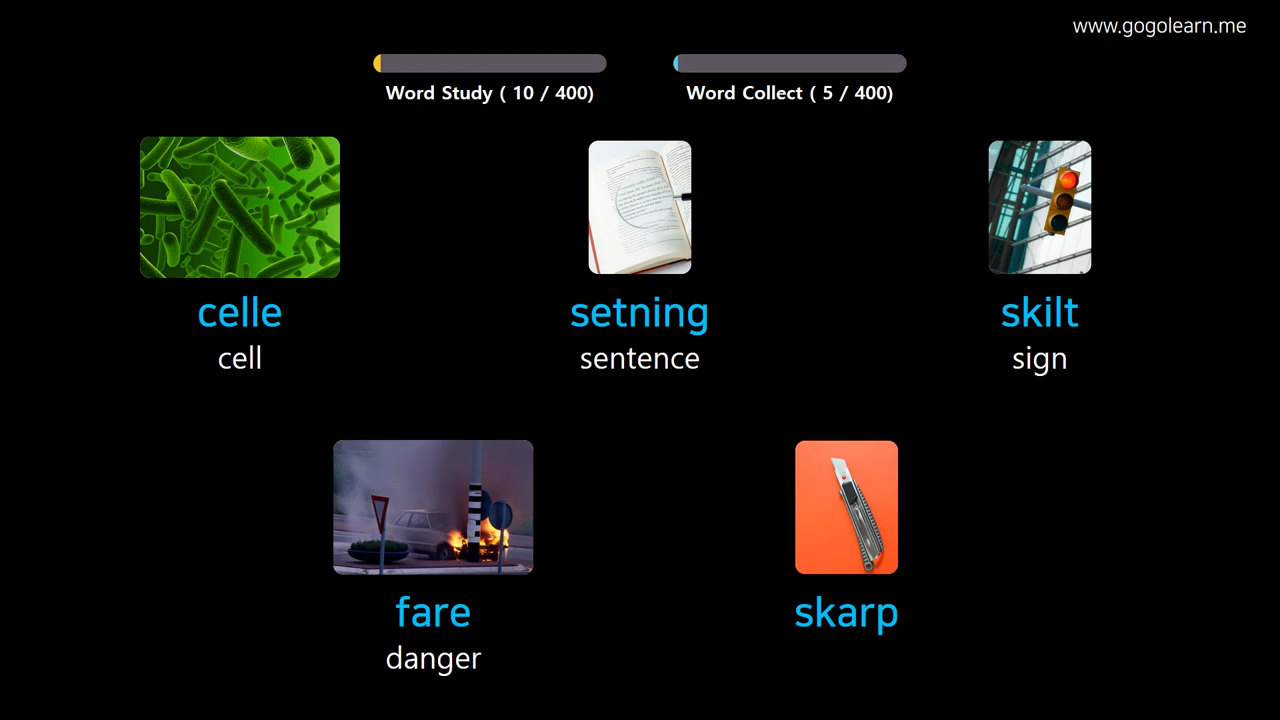 www.gogolearn.me
Word Study ( 10 / 400)
Word Collect ( 5 / 400)
celle
cell
setning
sentence
skilt
sign
fare
danger
skarp